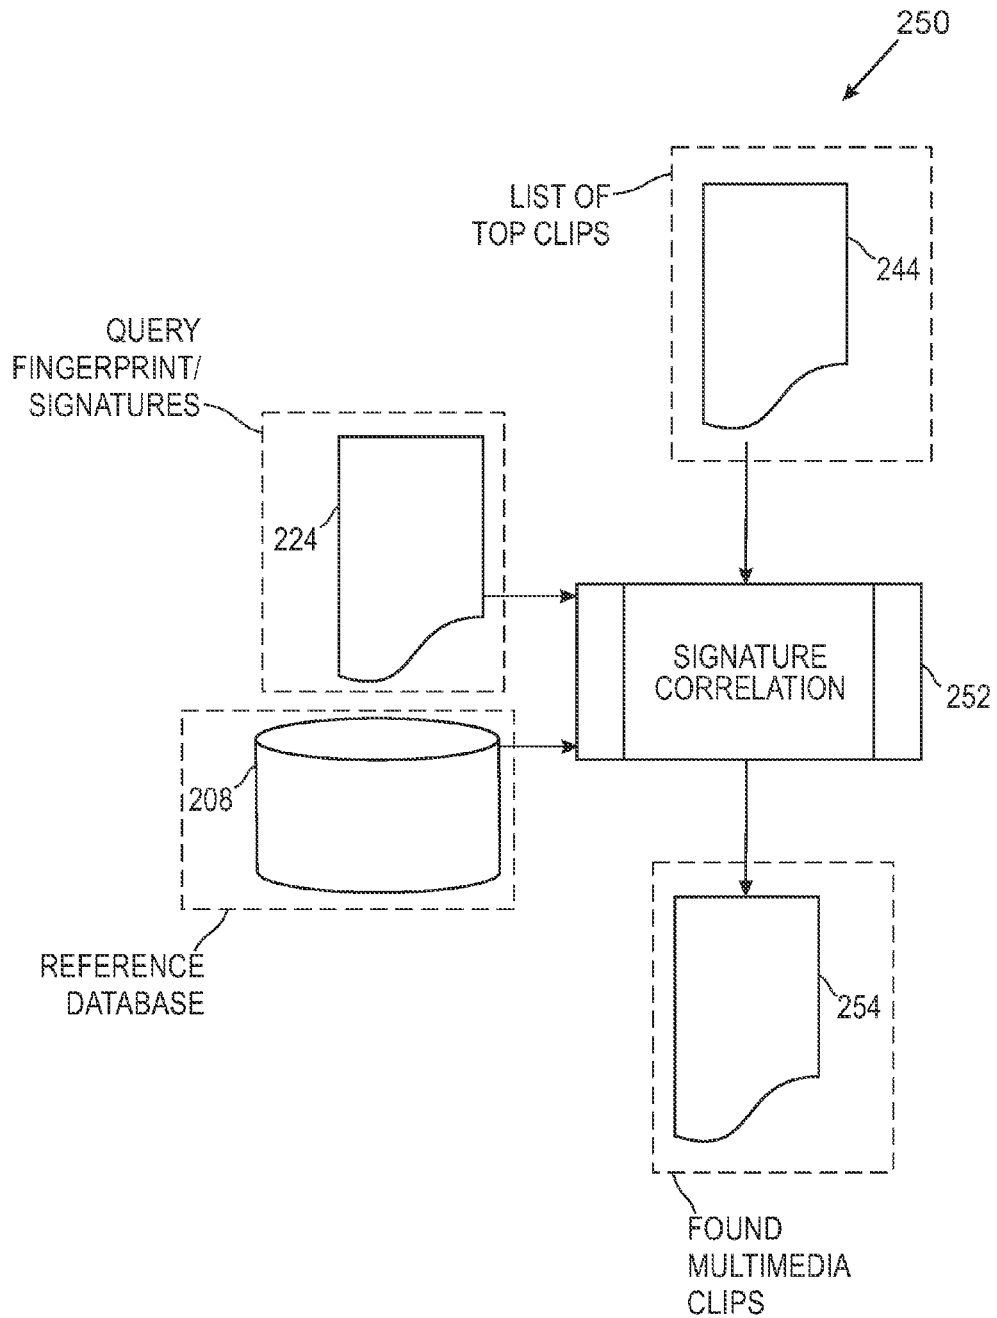 250
LIST OF
TOP CLIPS
244
QUERY
FINGERPRINT/
SIGNATURES
224
SIGNATURE
CORRELATION
252
208
REFERENCE
DATABASE
254
FOUND
MULTIMEDIA
CLIPS